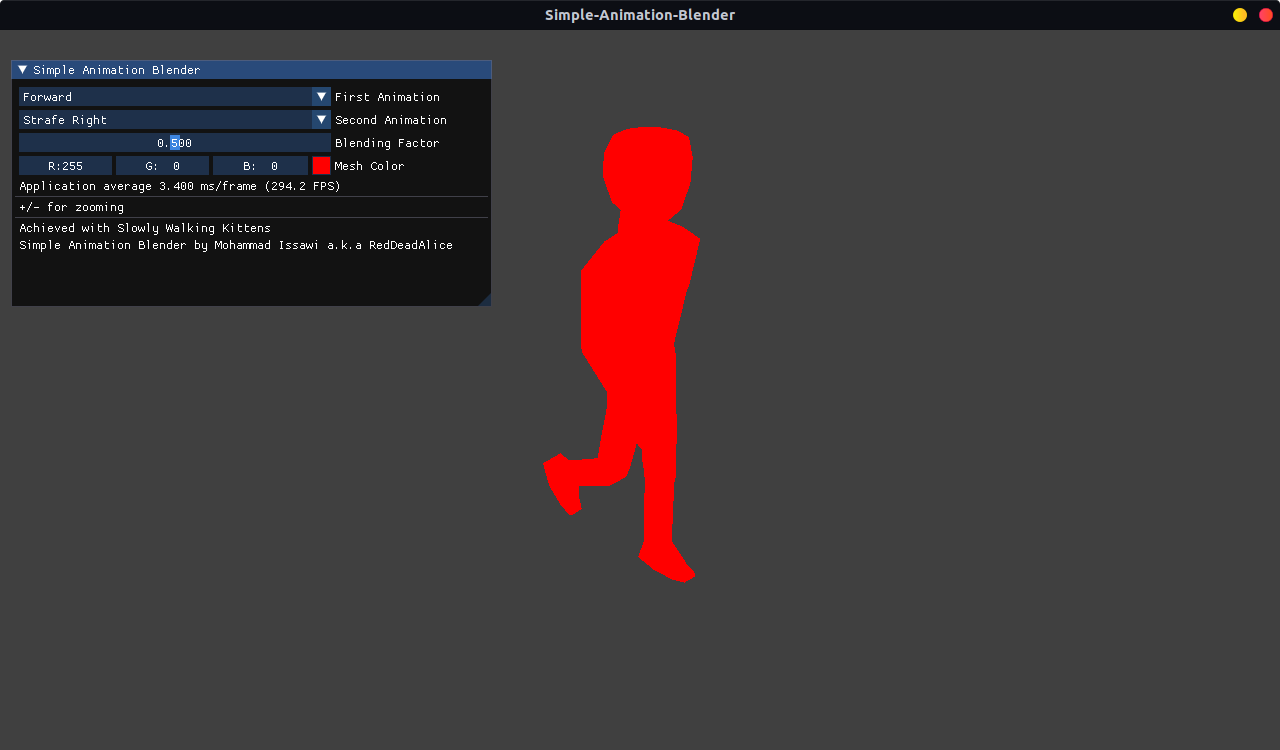 Simple-Animation-Blender
Simple Animation Blender
Forward First Animation
Strafe Right Second Animation
0.500 Blending Factor
R:255 G: 0 B: 0 Mesh Color
Application average 3.400 ms/frame (294.2 FPS)
+/- for zooming
Achieved with Slowly Walking Kittens
Simple Animation Blender by Mohammad Issawi a.k.a RedDeadAlice